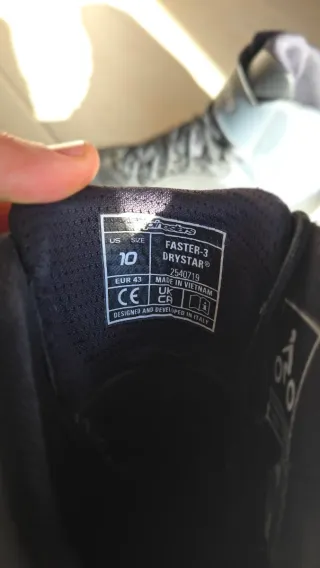 alpinestars
US SIZE
10
FASTER-3
DRYSTAR®
2540719
EUR 43
MADE IN VIETNAM
CE
UK
CA
DESIGNED AND DEVELOPED IN ITALY